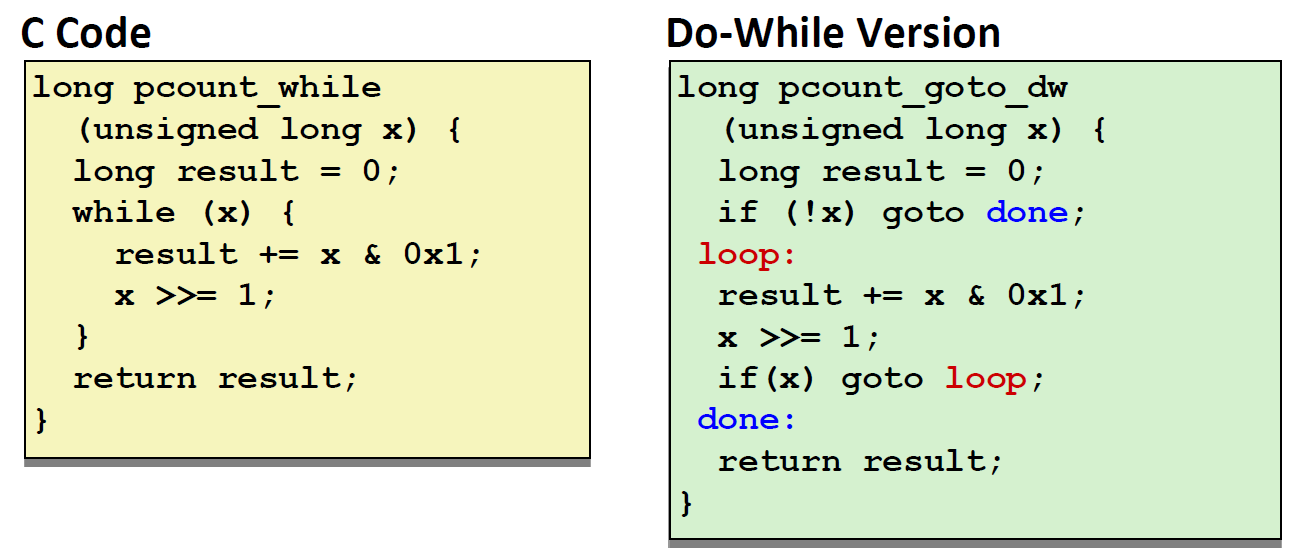 C Code
long pcount_while
(unsigned long x) {
long result = 0;
while (x) {
result += x & 0x1;
x >>= 1;
}
return result;
}
Do-While Version
long pcount_goto_dw
(unsigned long x) {
long result = 0;
if (!x) goto done;
loop:
result += x & 0x1;
x >>= 1;
if(x) goto loop;
done:
return result;
}